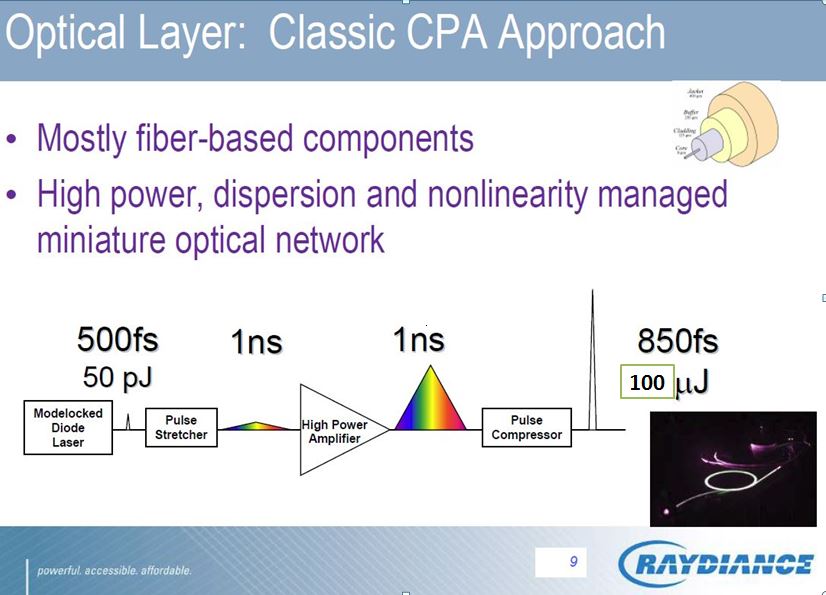 Optical Layer:  Classic CPA Approach
Jacket
Buffer
Cladding
Core
• Mostly fiber-based components
• High power, dispersion and nonlinearity managed
miniature optical network
500fs
50 pJ
1ns
1ns
850fs
100 µJ
Modelocked
Diode
Laser
Pulse
Stretcher
High Power
Amplifier
Pulse
Compressor
powerful. accessible. affordable.
9
RAYDIANCE